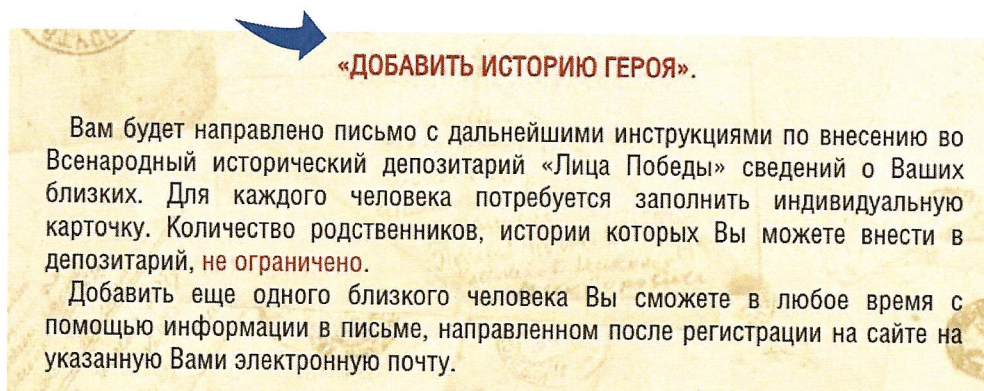 «ДОБАВИТЬ ИСТОРИЮ ГЕРОЯ».
Вам будет направлено письмо с дальнейшими инструкциями по внесению во
Всенародный исторический депозитарий «Лица Победы» сведений о Ваших
близких. Для каждого человека потребуется заполнить индивидуальную
карточку. Количество родственников, истории которых Вы можете внести в
депозитарий, не ограничено.
Добавить еще одного близкого человека Вы сможете в любое время с
помощью информации в письме, направленном после регистрации на сайте на
указанную Вами электронную почту.